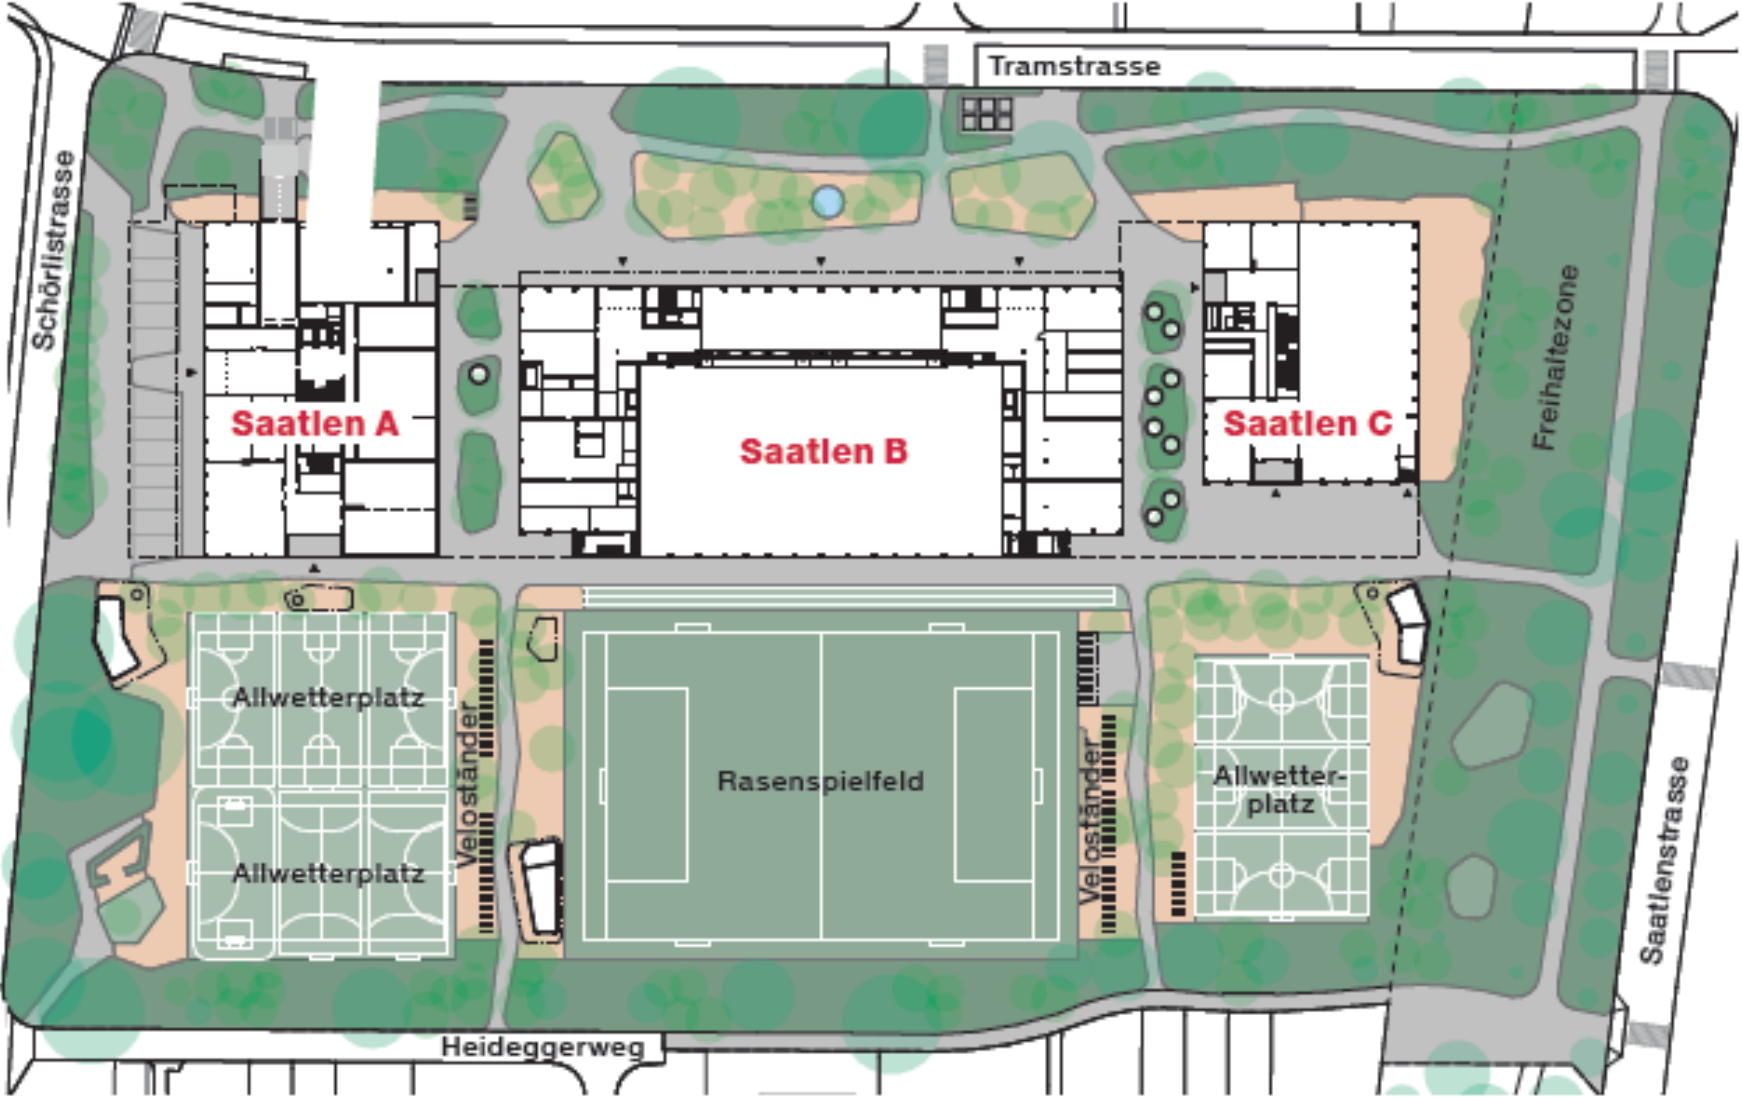 Tramstrasse
Schörlistrasse
Freihaltezone
Saatlen A
Saatlen B
Saatlen C
Allwetterplatz
Veloständer
Rasenspielfeld
Veloständer
Allwetter-
platz
Allwetterplatz
Saatlenstrasse
Heideggerweg